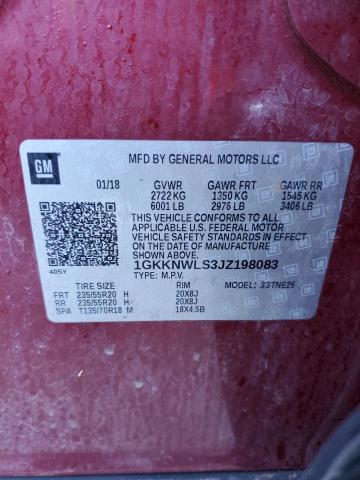 GM
MFD BY GENERAL MOTORS LLC
01/18 GVWR GAWR FRT GAWR RR
2722 KG 1350 KG 1545 KG
6001 LB 2976 LB 3406 LB
THIS VEHICLE CONFORMS TO ALL
APPLICABLE U.S. FEDERAL MOTOR
VEHICLE SAFETY STANDARDS IN
EFFECT ON THE DATE OF MANUFACTURE
SHOWN ABOVE.
1GKKNWLS3JZ198083
405Y TYPE: M.P.V.
TIRE SIZE RIM MODEL: 33TNE26
FRT 235/55R20 H 20X8J
RR 235/55R20 H 20X8J
SPA T135/70R18 M 18X4.5B